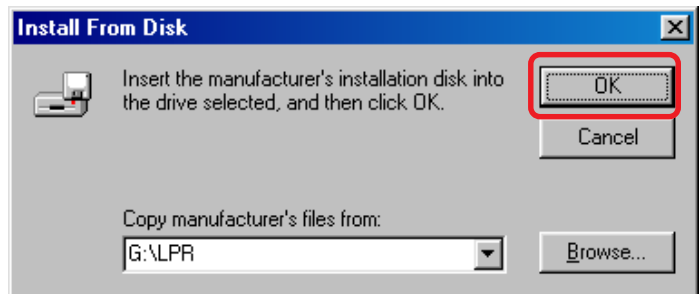 Install From Disk
Insert the manufacturer's installation disk into
the drive selected, and then click OK.
OK
Cancel
Copy manufacturer's files from:
G:\LPR
Browse...